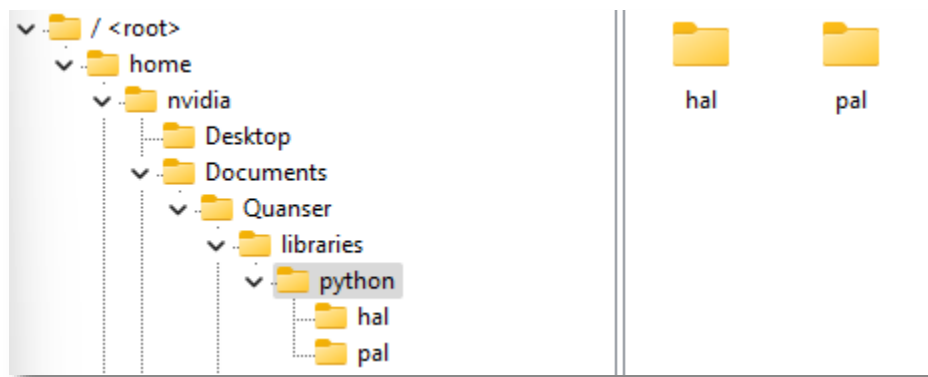 / <root>
home
nvidia
Desktop
Documents
Quanser
libraries
python
hal
pal
hal
pal